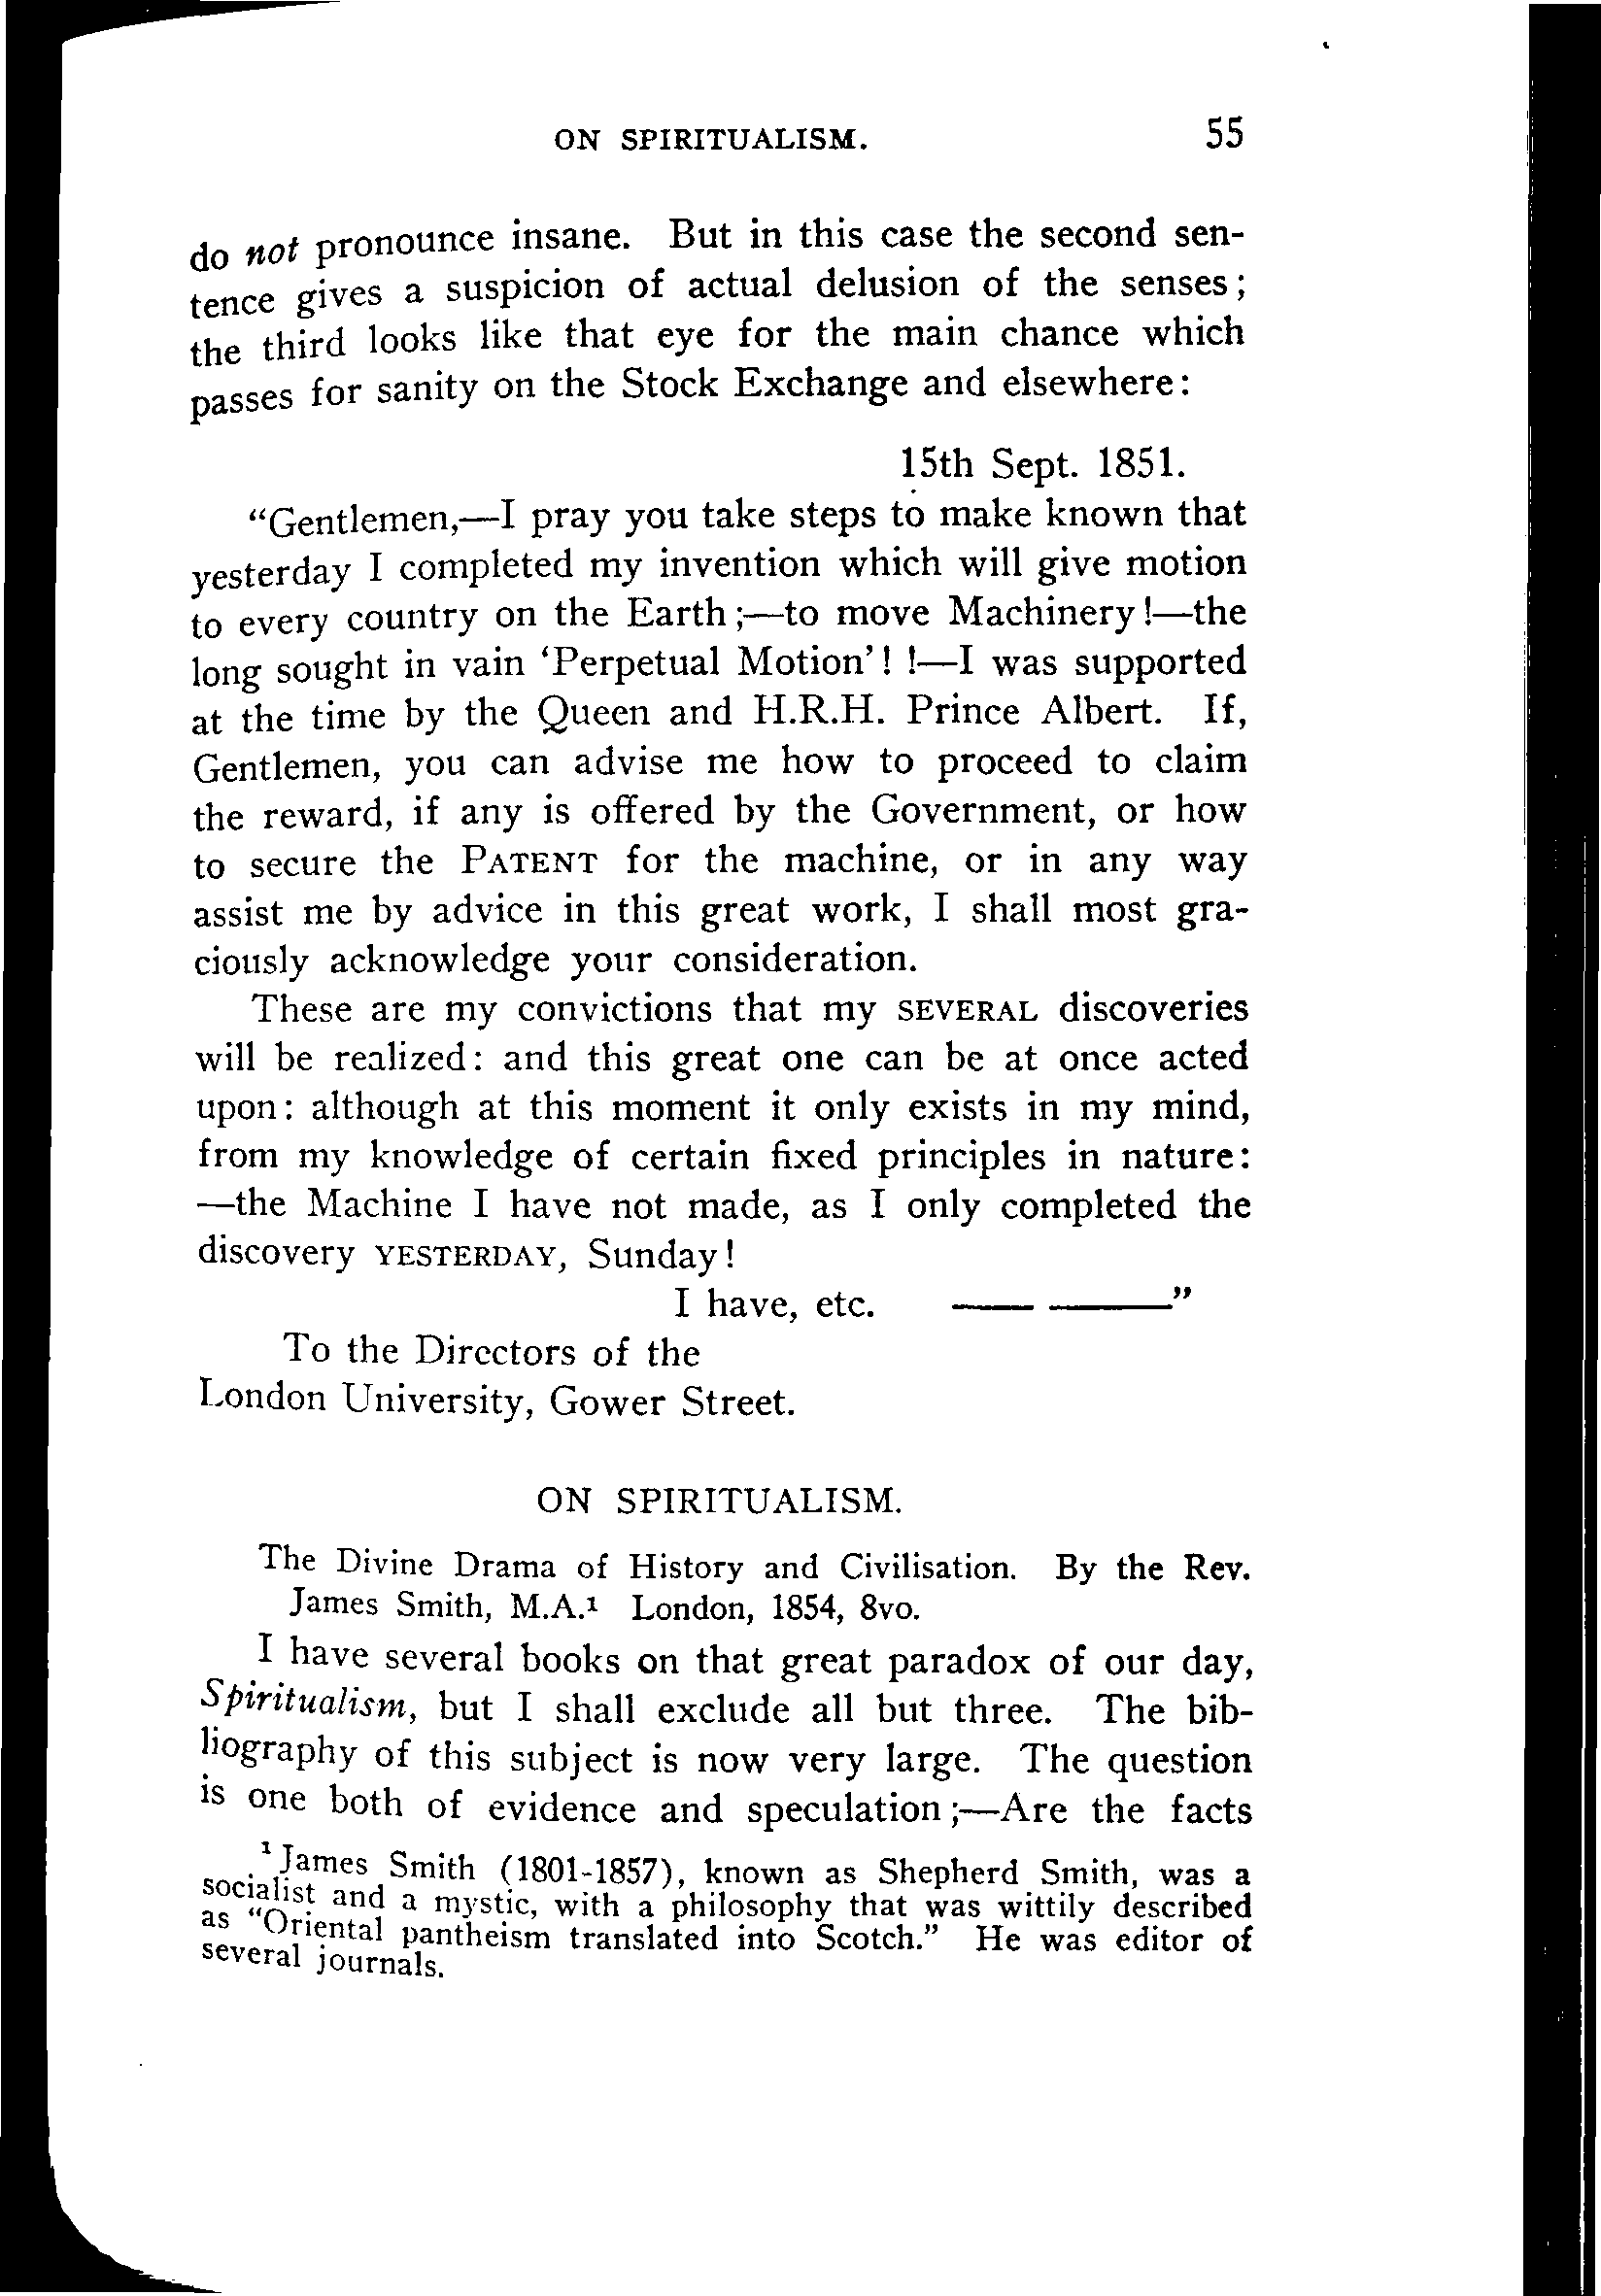 ON SPIRITUALISM. 55
do not pronounce insane. But in this case the second sen-
tence gives a suspicion of actual delusion of the senses;
the third looks like that eye for the main chance which
passes for sanity on the Stock Exchange and elsewhere:
15th Sept. 1851.
“Gentlemen,—I pray you take steps to make known that
yesterday I completed my invention which will give motion
to every country on the Earth;—to move Machinery!—the
long sought in vain ‘Perpetual Motion’! !—I was supported
at the time by the Queen and H.R.H. Prince Albert. If,
Gentlemen, you can advise me how to proceed to claim
the reward, if any is offered by the Government, or how
to secure the PATENT for the machine, or in any way
assist me by advice in this great work, I shall most gra-
ciously acknowledge your consideration.
These are my convictions that my SEVERAL discoveries
will be realized: and this great one can be at once acted
upon: although at this moment it only exists in my mind,
from my knowledge of certain fixed principles in nature:
—the Machine I have not made, as I only completed the
discovery YESTERDAY, Sunday!
I have, etc. — —”
To the Directors of the
London University, Gower Street.
ON SPIRITUALISM.
The Divine Drama of History and Civilisation. By the Rev.
James Smith, M.A.¹ London, 1854, 8vo.
I have several books on that great paradox of our day,
Spiritualism, but I shall exclude all but three. The bib-
liography of this subject is now very large. The question
is one both of evidence and speculation;—Are the facts
¹ James Smith (1801-1857), known as Shepherd Smith, was a
socialist and a mystic, with a philosophy that was wittily described
as “Oriental pantheism translated into Scotch.” He was editor of
several journals.